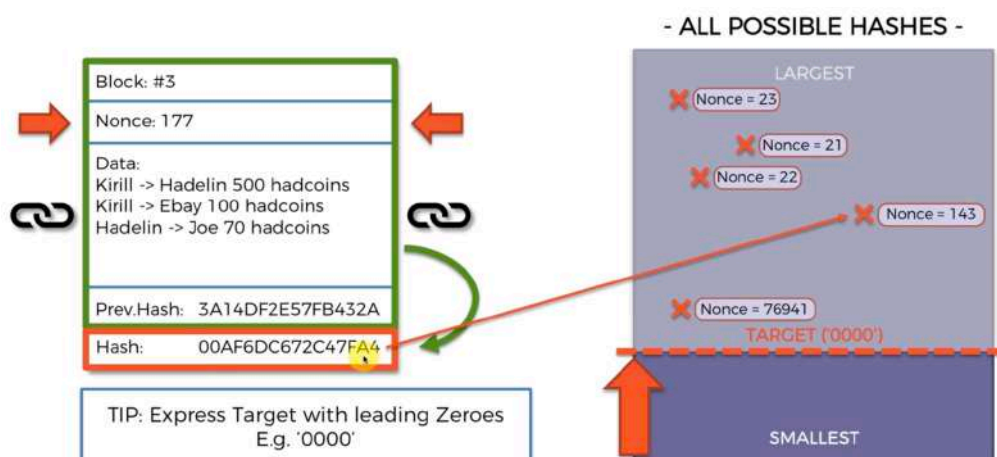 Block: #3
Nonce: 177
Data:
Kirill -> Hadelin 500 hadcoins
Kirill -> Ebay 100 hadcoins
Hadelin -> Joe 70 hadcoins
Prev.Hash: 3A14DF2E57FB432A
Hash: 00AF6DC672C47FA4
TIP: Express Target with leading Zeroes
E.g. '0000'
- ALL POSSIBLE HASHES -
LARGEST
Nonce = 23
Nonce = 21
Nonce = 22
Nonce = 143
Nonce = 76941
TARGET ('0000')
SMALLEST